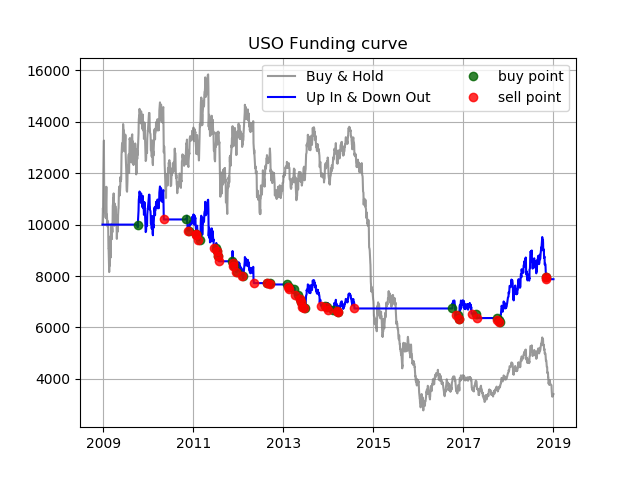 USO Funding curve
16000
14000
12000
10000
8000
6000
4000
Buy & Hold
Up In & Down Out
buy point
sell point
2009 2011 2013 2015 2017 2019